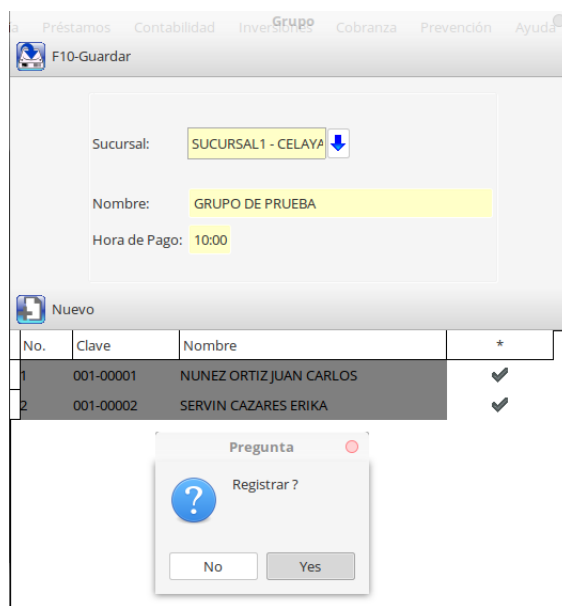 ía Préstamos Contabilidad Inversiones Cobranza Prevención Ayuda
Grupo
F10-Guardar
Sucursal: SUCURSAL1 - CELAYA
Nombre: GRUPO DE PRUEBA
Hora de Pago: 10:00
Nuevo
No. Clave Nombre *
1 001-00001 NUNEZ ORTIZ JUAN CARLOS
2 001-00002 SERVIN CAZARES ERIKA
Pregunta
Registrar ?
No Yes